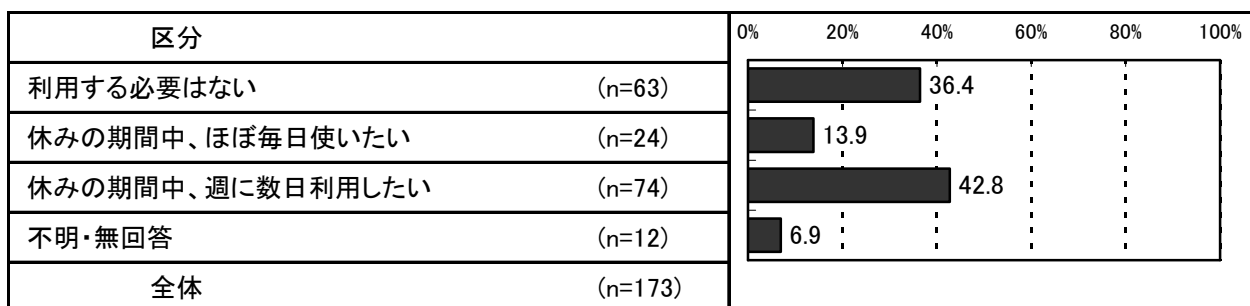 区分 0% 20% 40% 60% 80% 100%
利用する必要はない (n=63) 36.4
休みの期間中、ほぼ毎日使いたい (n=24) 13.9
休みの期間中、週に数日利用したい (n=74) 42.8
不明・無回答 (n=12) 6.9
全体 (n=173)